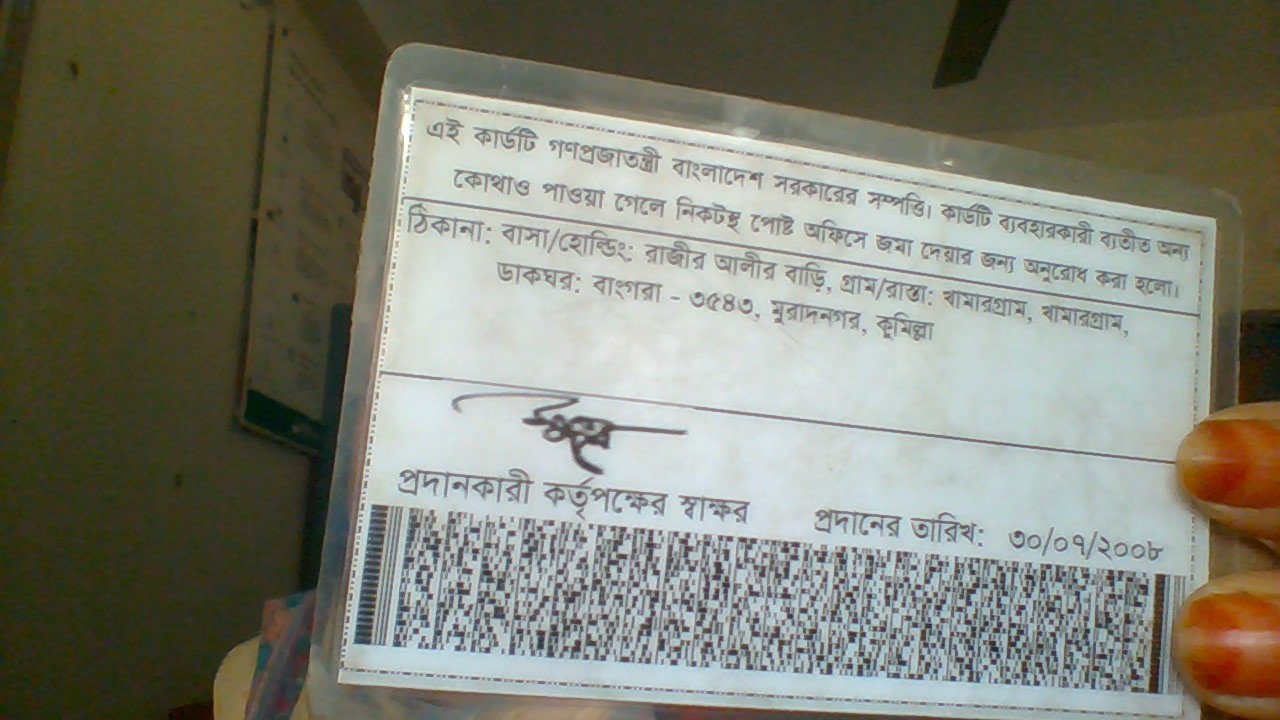 এই কার্ডটি গণপ্রজাতন্ত্রী বাংলাদেশ সরকারের সম্পত্তি। কার্ডটি ব্যবহারকারী ব্যতীত অন্য
কোথাও পাওয়া গেলে নিকটস্থ পোষ্ট অফিসে জমা দেয়ার জন্য অনুরোধ করা হলো।
ঠিকানা: বাসা/হোল্ডিং: রাজীর আলীর বাড়ি, গ্রাম/রাস্তা: খামারগ্রাম, খামারগ্রাম,
ডাকঘর: বাংগরা - ৩৫৪৩, মুরাদনগর, কুমিল্লা
প্রদানকারী কর্তৃপক্ষের স্বাক্ষর প্রদানের তারিখ: ৩০/০৭/২০০৮